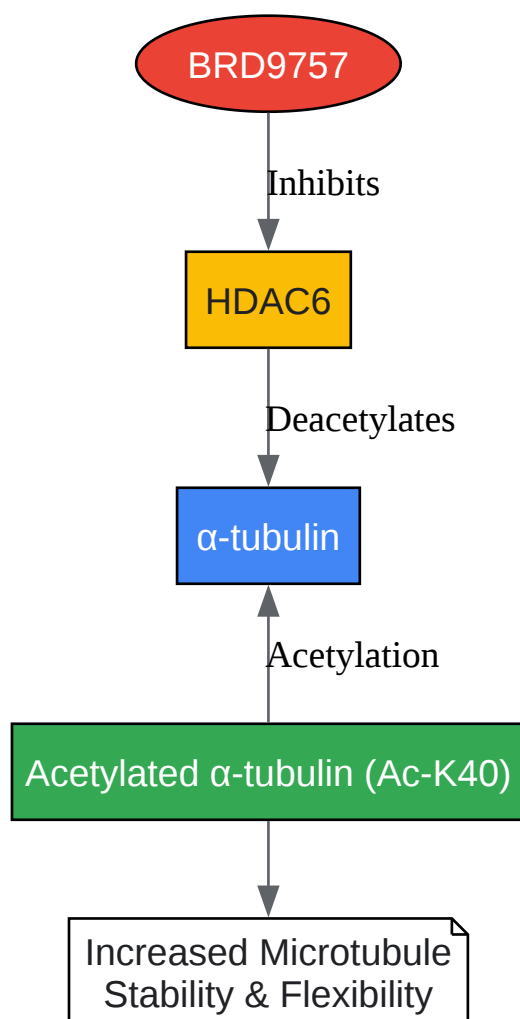 BRD9757
Inhibits
HDAC6
Deacetylates
α-tubulin
Acetylation
Acetylated α-tubulin (Ac-K40)
Increased Microtubule
Stability & Flexibility